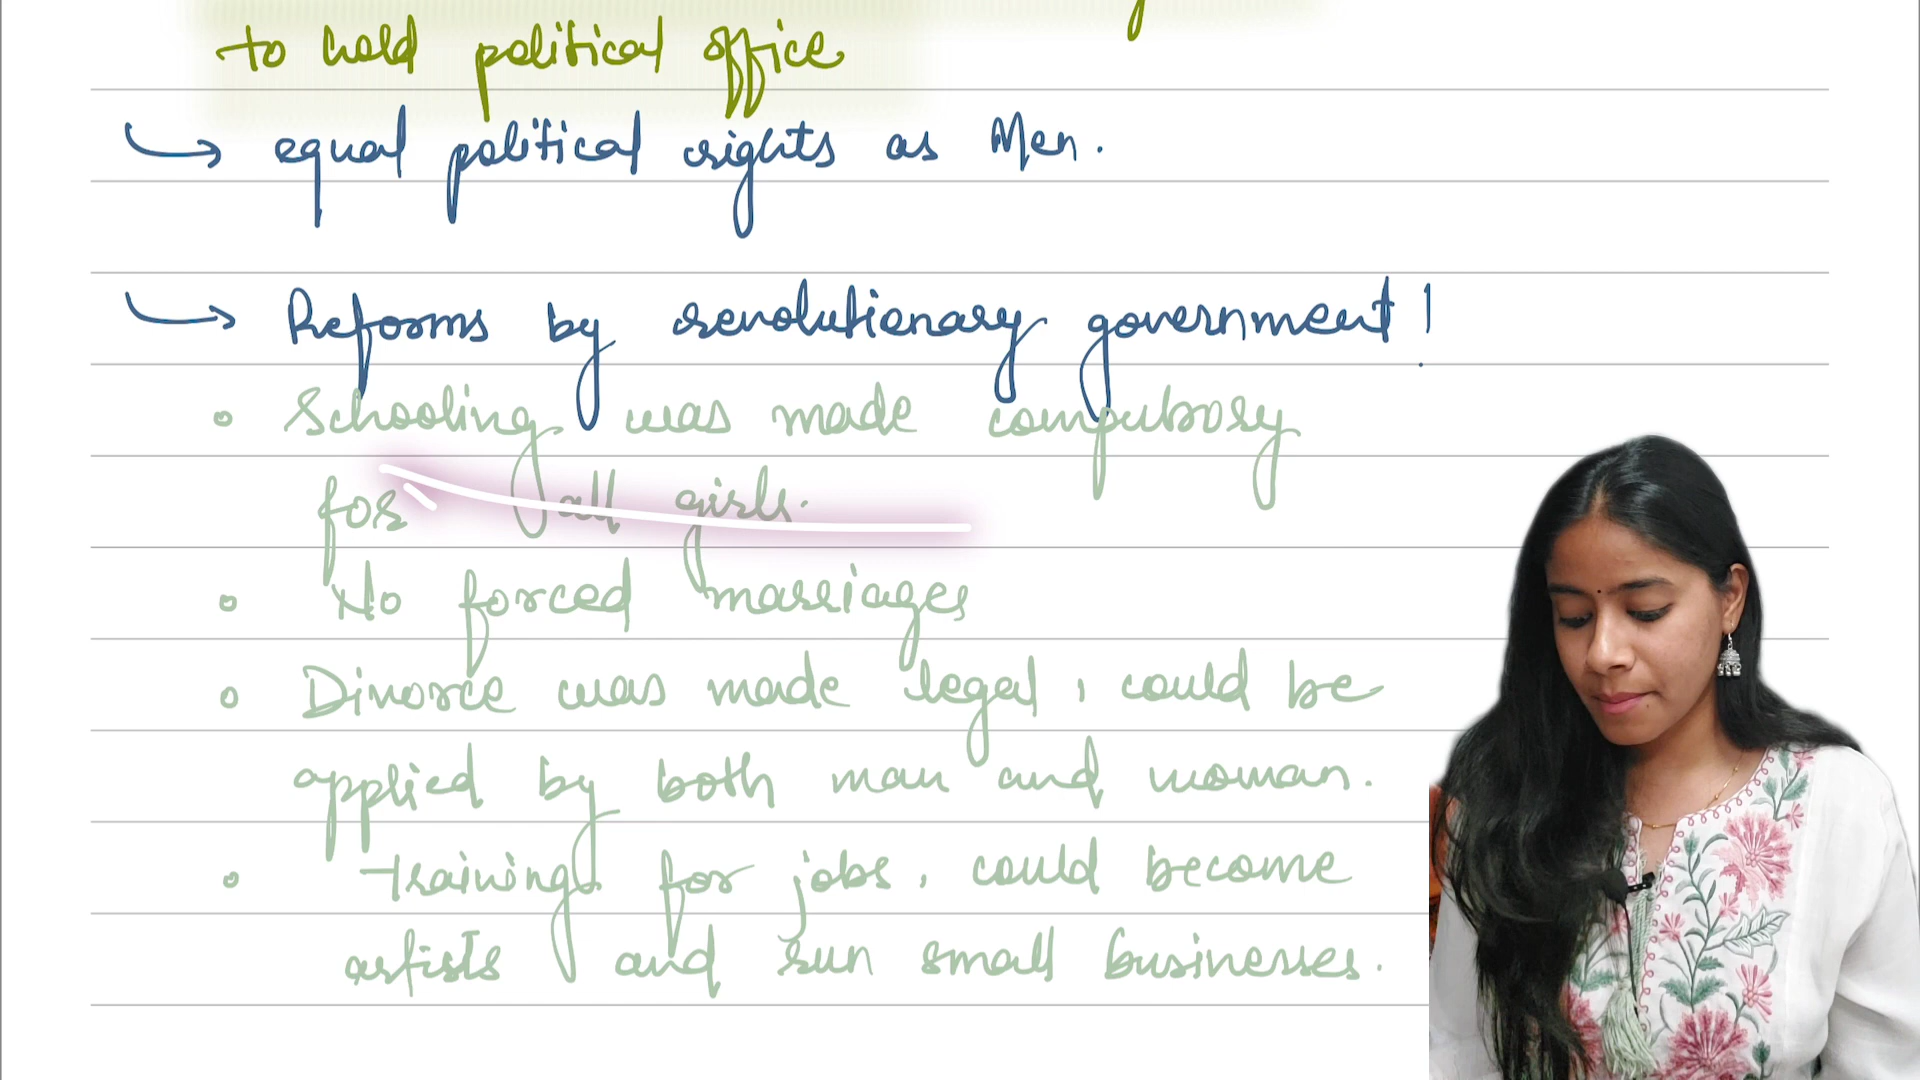 to hold political office
→ equal political rights as Men.
→ Reforms by revolutionary government!
• Schooling was made compulsory
for all girls.
• No forced marriages
• Divorce was made legal, could be
applied by both man and woman.
• training for jobs, could become
artists and run small businesses.